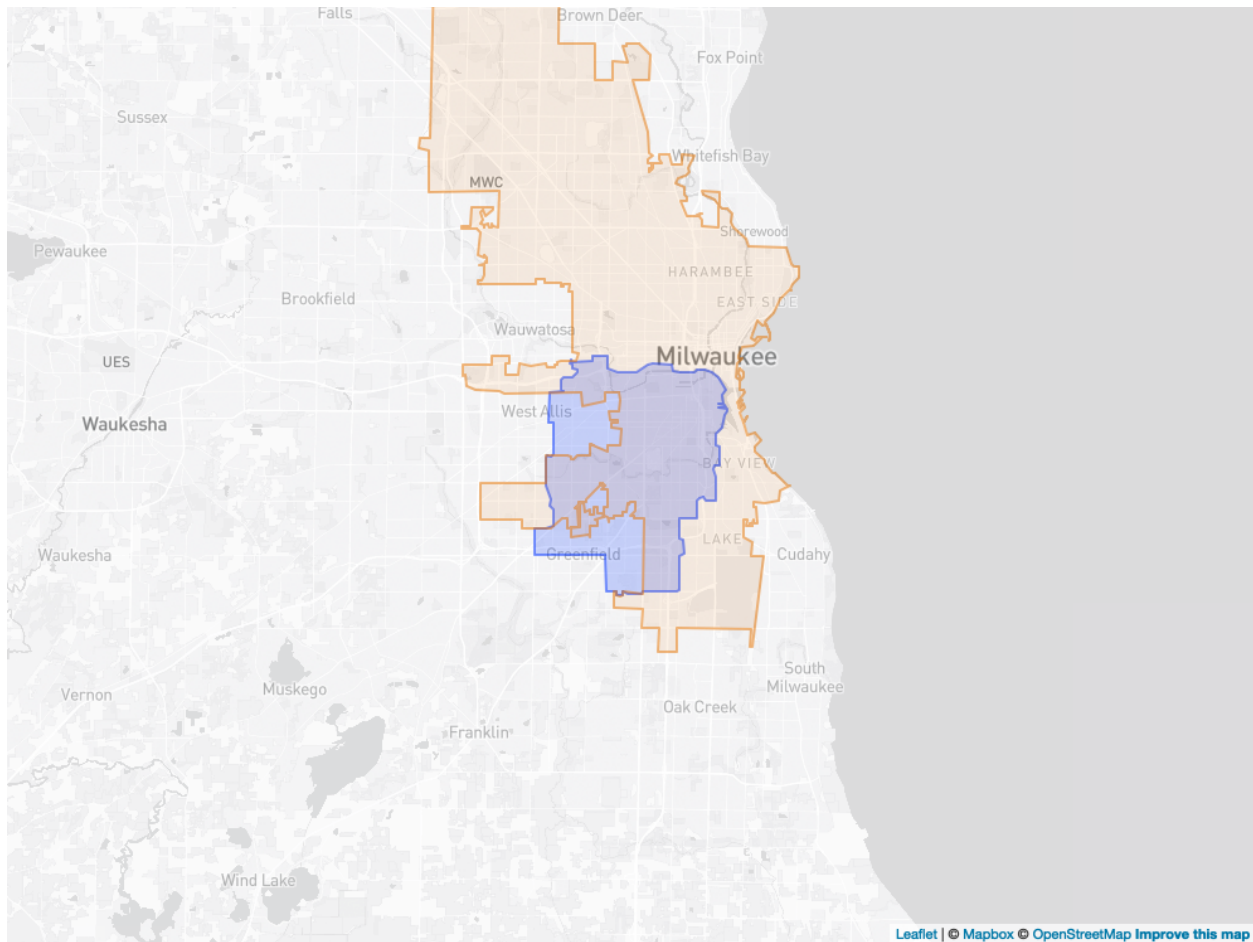 Falls
Brown Deer
Fox Point
Sussex
Whitefish Bay
MWC
Shorewood
Pewaukee
HARAMBEE
Brookfield
EAST SIDE
Wauwatosa
Milwaukee
UES
West Allis
Waukesha
BAY VIEW
LAKE
Waukesha
Greenfield
Cudahy
South
Milwaukee
Muskego
Vernon
Oak Creek
Franklin
Wind Lake
Leaflet | © Mapbox © OpenStreetMap Improve this map